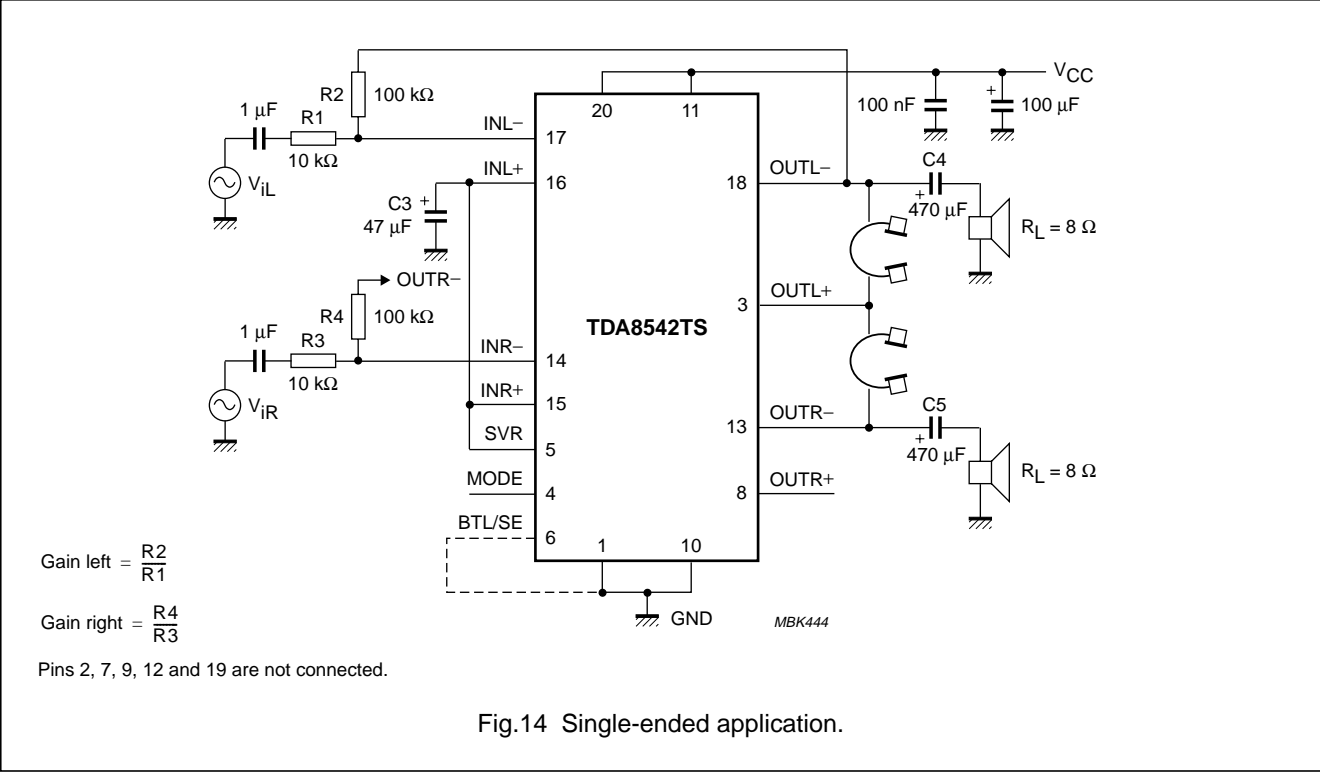 V_CC
20
11
100 nF
+
100 μF
R2
100 kΩ
1 μF
R1
10 kΩ
INL−
17
V_iL
INL+
16
C3
+
47 μF
OUTL−
18
C4
+
470 μF
R_L = 8 Ω
OUTR−
R4
100 kΩ
TDA8542TS
OUTL+
3
1 μF
R3
10 kΩ
INR−
14
V_iR
INR+
15
SVR
5
OUTR−
13
C5
+
470 μF
R_L = 8 Ω
MODE
4
OUTR+
8
BTL/SE
6
1
10
GND
MBK444
Gain left = R2/R1
Gain right = R4/R3
Pins 2, 7, 9, 12 and 19 are not connected.
Fig.14 Single-ended application.